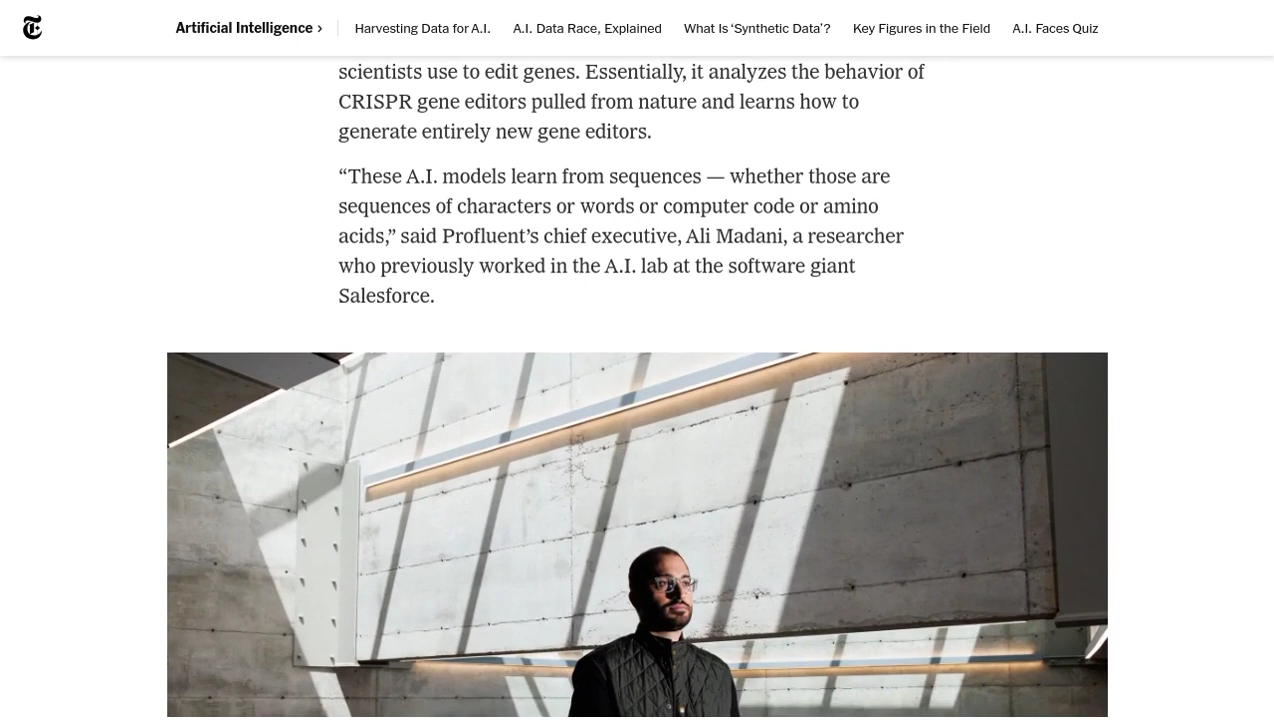 Artificial Intelligence ›
Harvesting Data for A.I.
A.I. Data Race, Explained
What Is ‘Synthetic Data’?
Key Figures in the Field
A.I. Faces Quiz
scientists use to edit genes. Essentially, it analyzes the behavior of
CRISPR gene editors pulled from nature and learns how to
generate entirely new gene editors.
“These A.I. models learn from sequences — whether those are
sequences of characters or words or computer code or amino
acids,” said Profluent’s chief executive, Ali Madani, a researcher
who previously worked in the A.I. lab at the software giant
Salesforce.